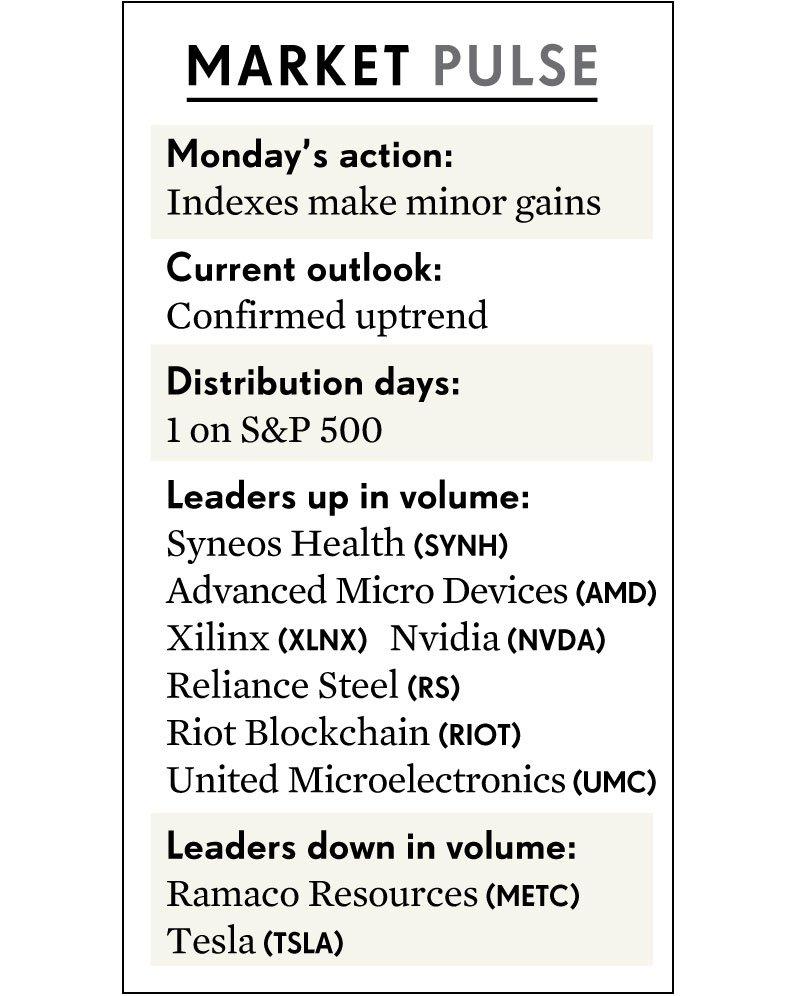 MARKET PULSE
Monday's action:
Indexes make minor gains
Current outlook:
Confirmed uptrend
Distribution days:
1 on S&P 500
Leaders up in volume:
Syneos Health (SYNH)
Advanced Micro Devices (AMD)
Xilinx (XLNX) Nvidia (NVDA)
Reliance Steel (RS)
Riot Blockchain (RIOT)
United Microelectronics (UMC)
Leaders down in volume:
Ramaco Resources (METC)
Tesla (TSLA)